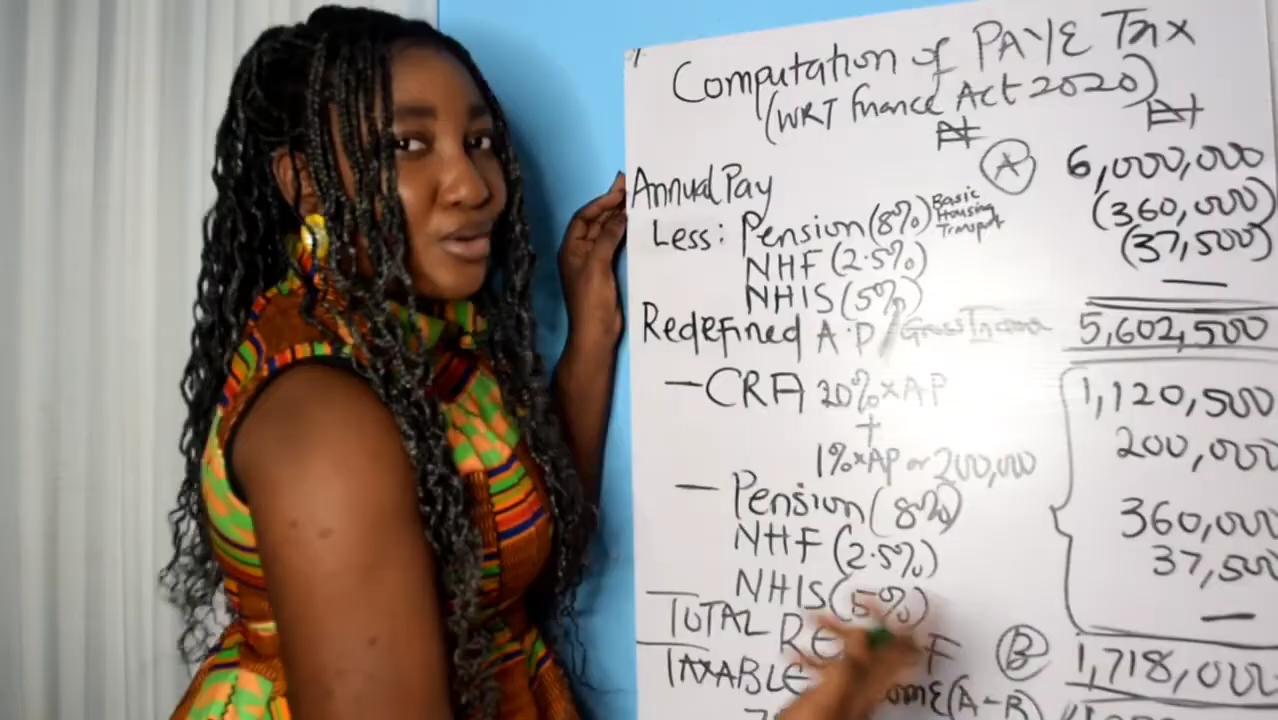 Computation of PAYE Tax
(WRT Finance Act 2020)
₦ ₦
Annual Pay A 6,000,000
Less: Pension (8%) Basic Housing Transport (360,000)
NHF (2.5%) (37,500)
NHIS (5%) —
Redefined A.P / Gross Income 5,602,500
— CRA 20% x AP 1,120,500
+ 200,000
1% x AP or 200,000
— Pension (8%) 360,000
NHF (2.5%) 37,500
NHIS (5%) —
TOTAL B 1,718,000
TAXABLE (A-B)